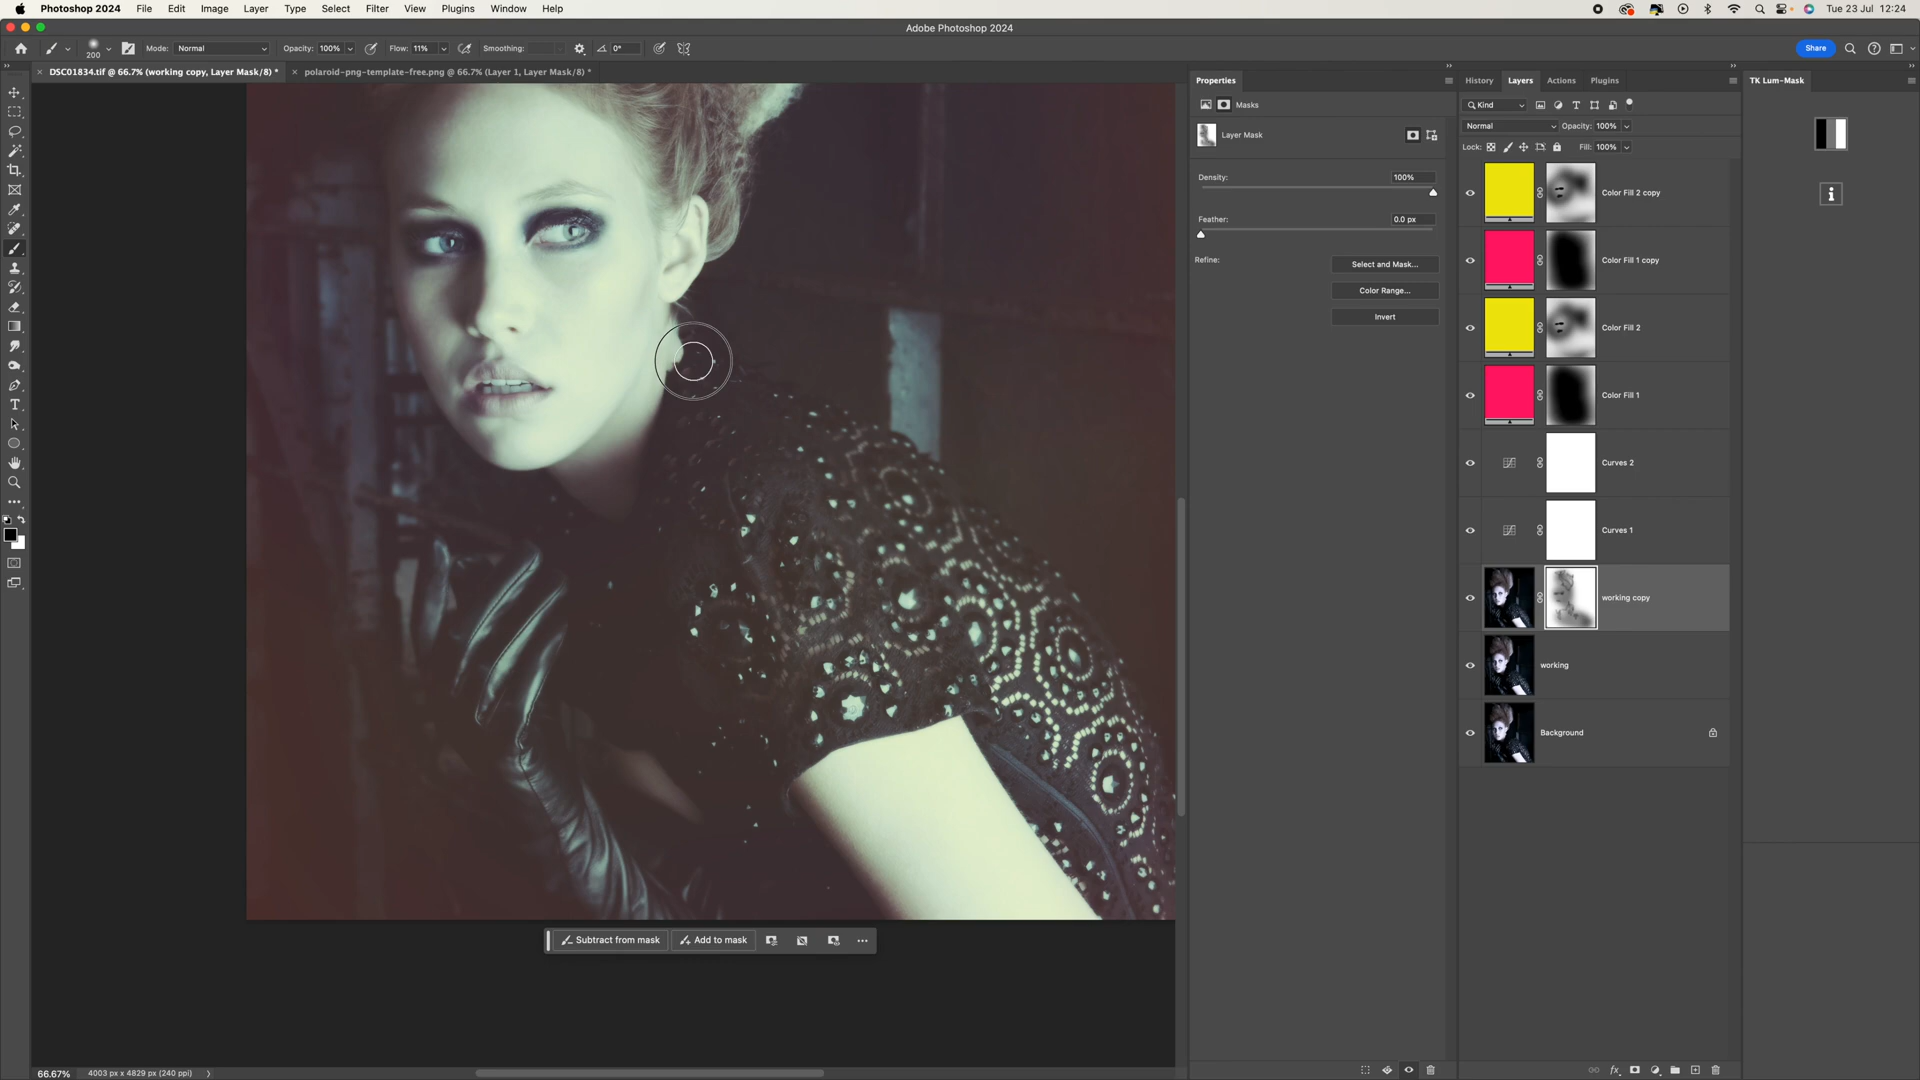 Photoshop 2024 File Edit Image Layer Type Select Filter View Plugins Window Help Tue 23 Jul 12:24
Adobe Photoshop 2024
200 Mode: Normal Opacity: 100% Flow: 11% Smoothing: 0° Share
DSC01834.tif @ 66.7% (working copy, Layer Mask/8) * polaroid-png-template-free.png @ 66.7% (Layer 1, Layer Mask/8) *
Properties
Masks
Layer Mask
Density: 100%
Feather: 0.0 px
Refine:
Select and Mask...
Color Range...
Invert
History Layers Actions Plugins
Kind
Normal Opacity: 100%
Lock: Fill: 100%
Color Fill 2 copy
Color Fill 1 copy
Color Fill 2
Color Fill 1
Curves 2
Curves 1
working copy
working
Background
TK Lum-Mask
Subtract from mask Add to mask
66.67% 4003 px x 4829 px (240 ppi)